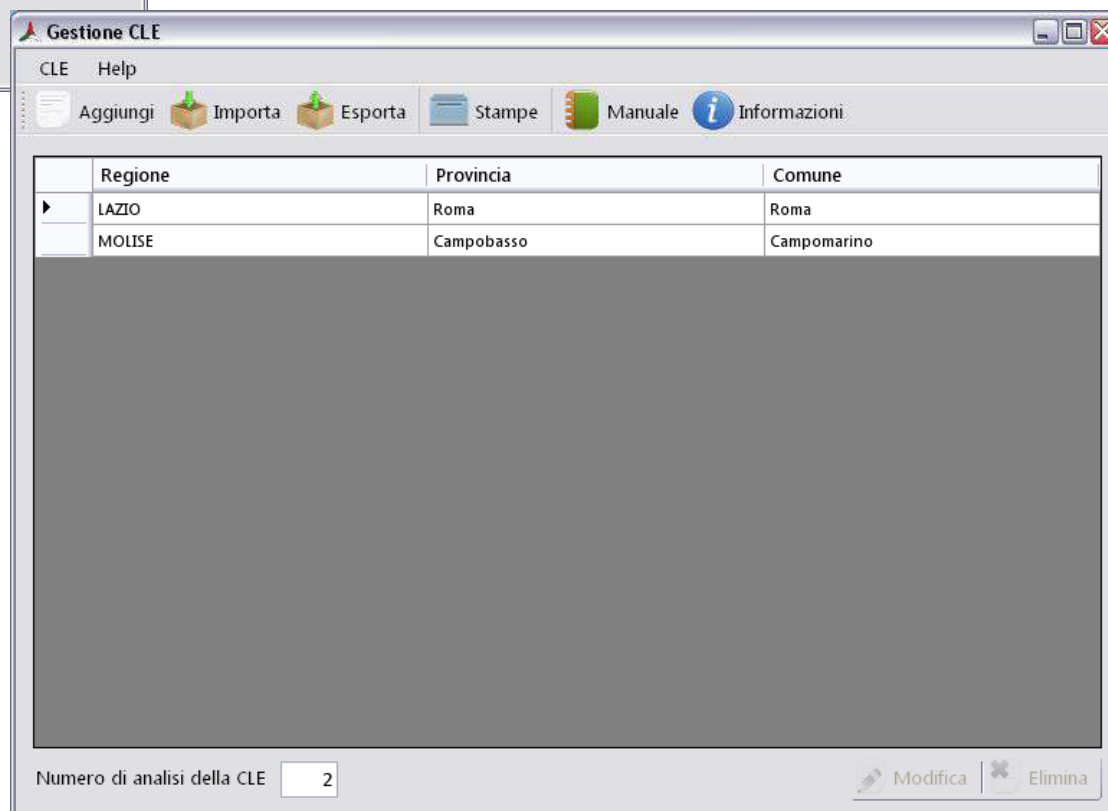 Gestione CLE
CLE Help
Aggiungi Importa Esporta Stampe Manuale Informazioni
Regione Provincia Comune
LAZIO Roma Roma
MOLISE Campobasso Campomarino
Numero di analisi della CLE 2 Modifica Elimina